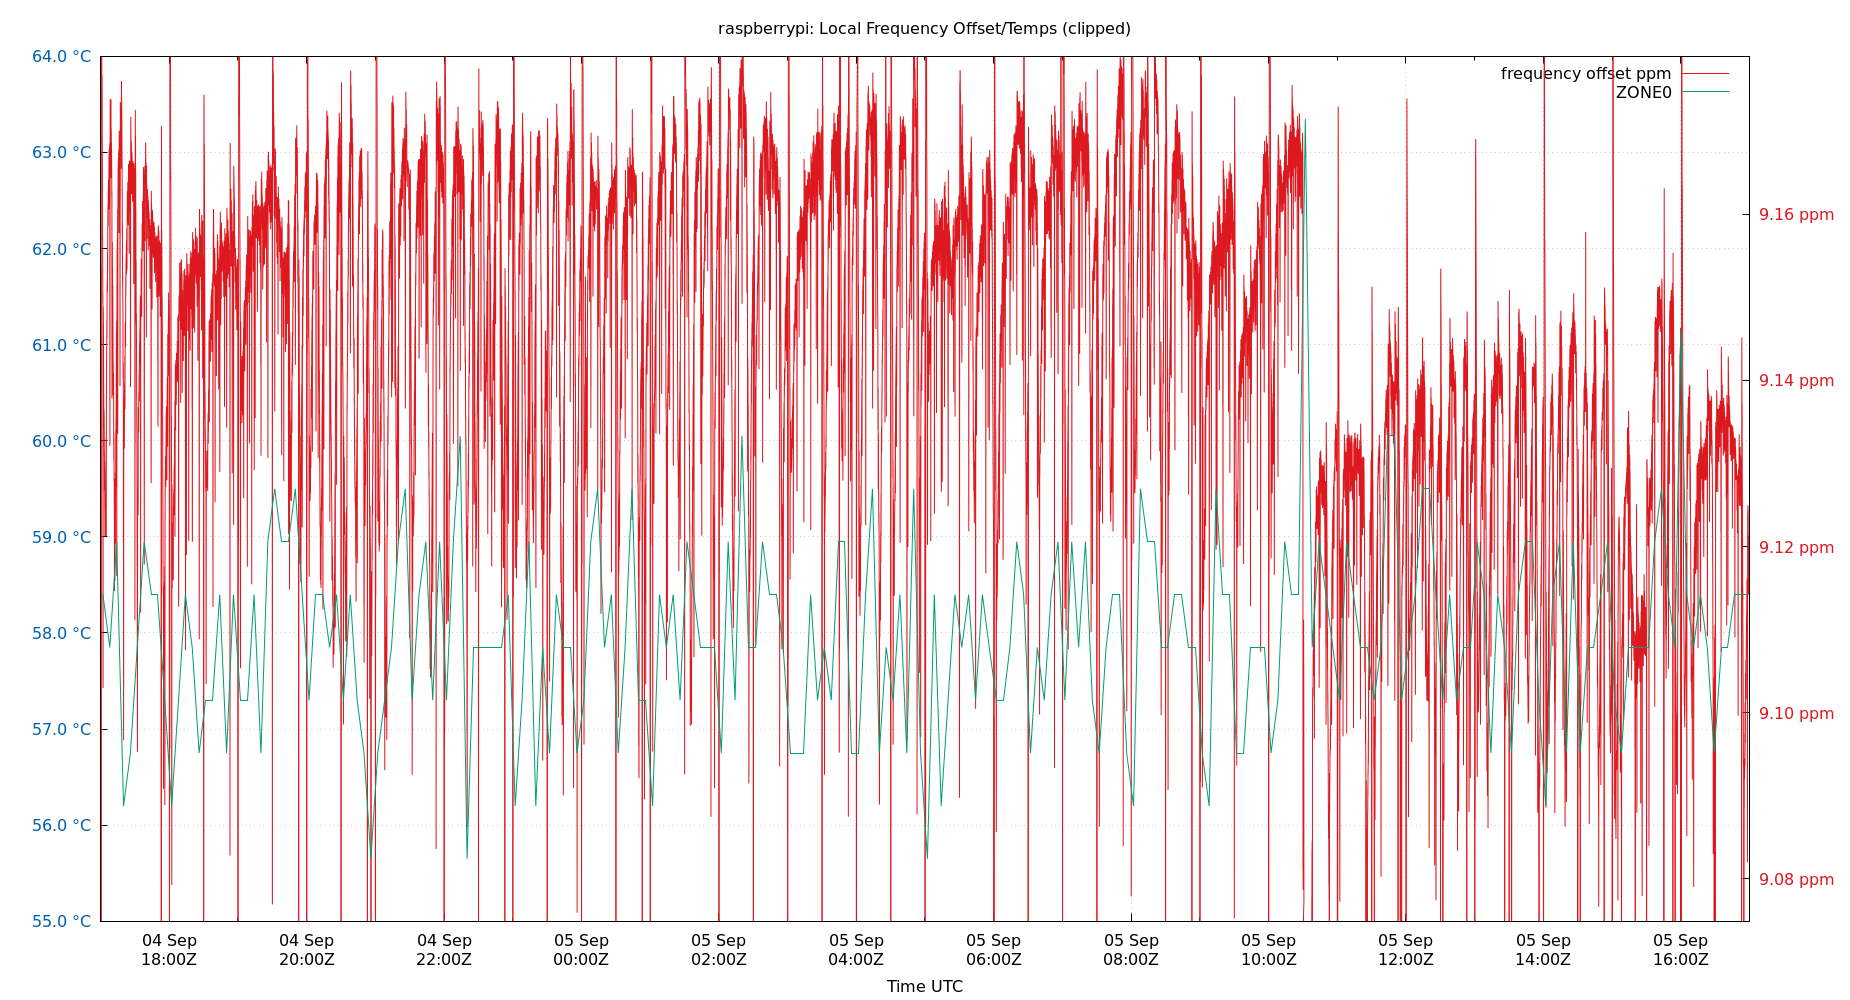 raspberrypi: Local Frequency Offset/Temps (clipped)
64.0 °C
63.0 °C
62.0 °C
61.0 °C
60.0 °C
59.0 °C
58.0 °C
57.0 °C
56.0 °C
55.0 °C
frequency offset ppm
ZONE0
9.16 ppm
9.14 ppm
9.12 ppm
9.10 ppm
9.08 ppm
04 Sep
18:00Z
04 Sep
20:00Z
04 Sep
22:00Z
05 Sep
00:00Z
05 Sep
02:00Z
05 Sep
04:00Z
05 Sep
06:00Z
05 Sep
08:00Z
05 Sep
10:00Z
05 Sep
12:00Z
05 Sep
14:00Z
05 Sep
16:00Z
Time UTC